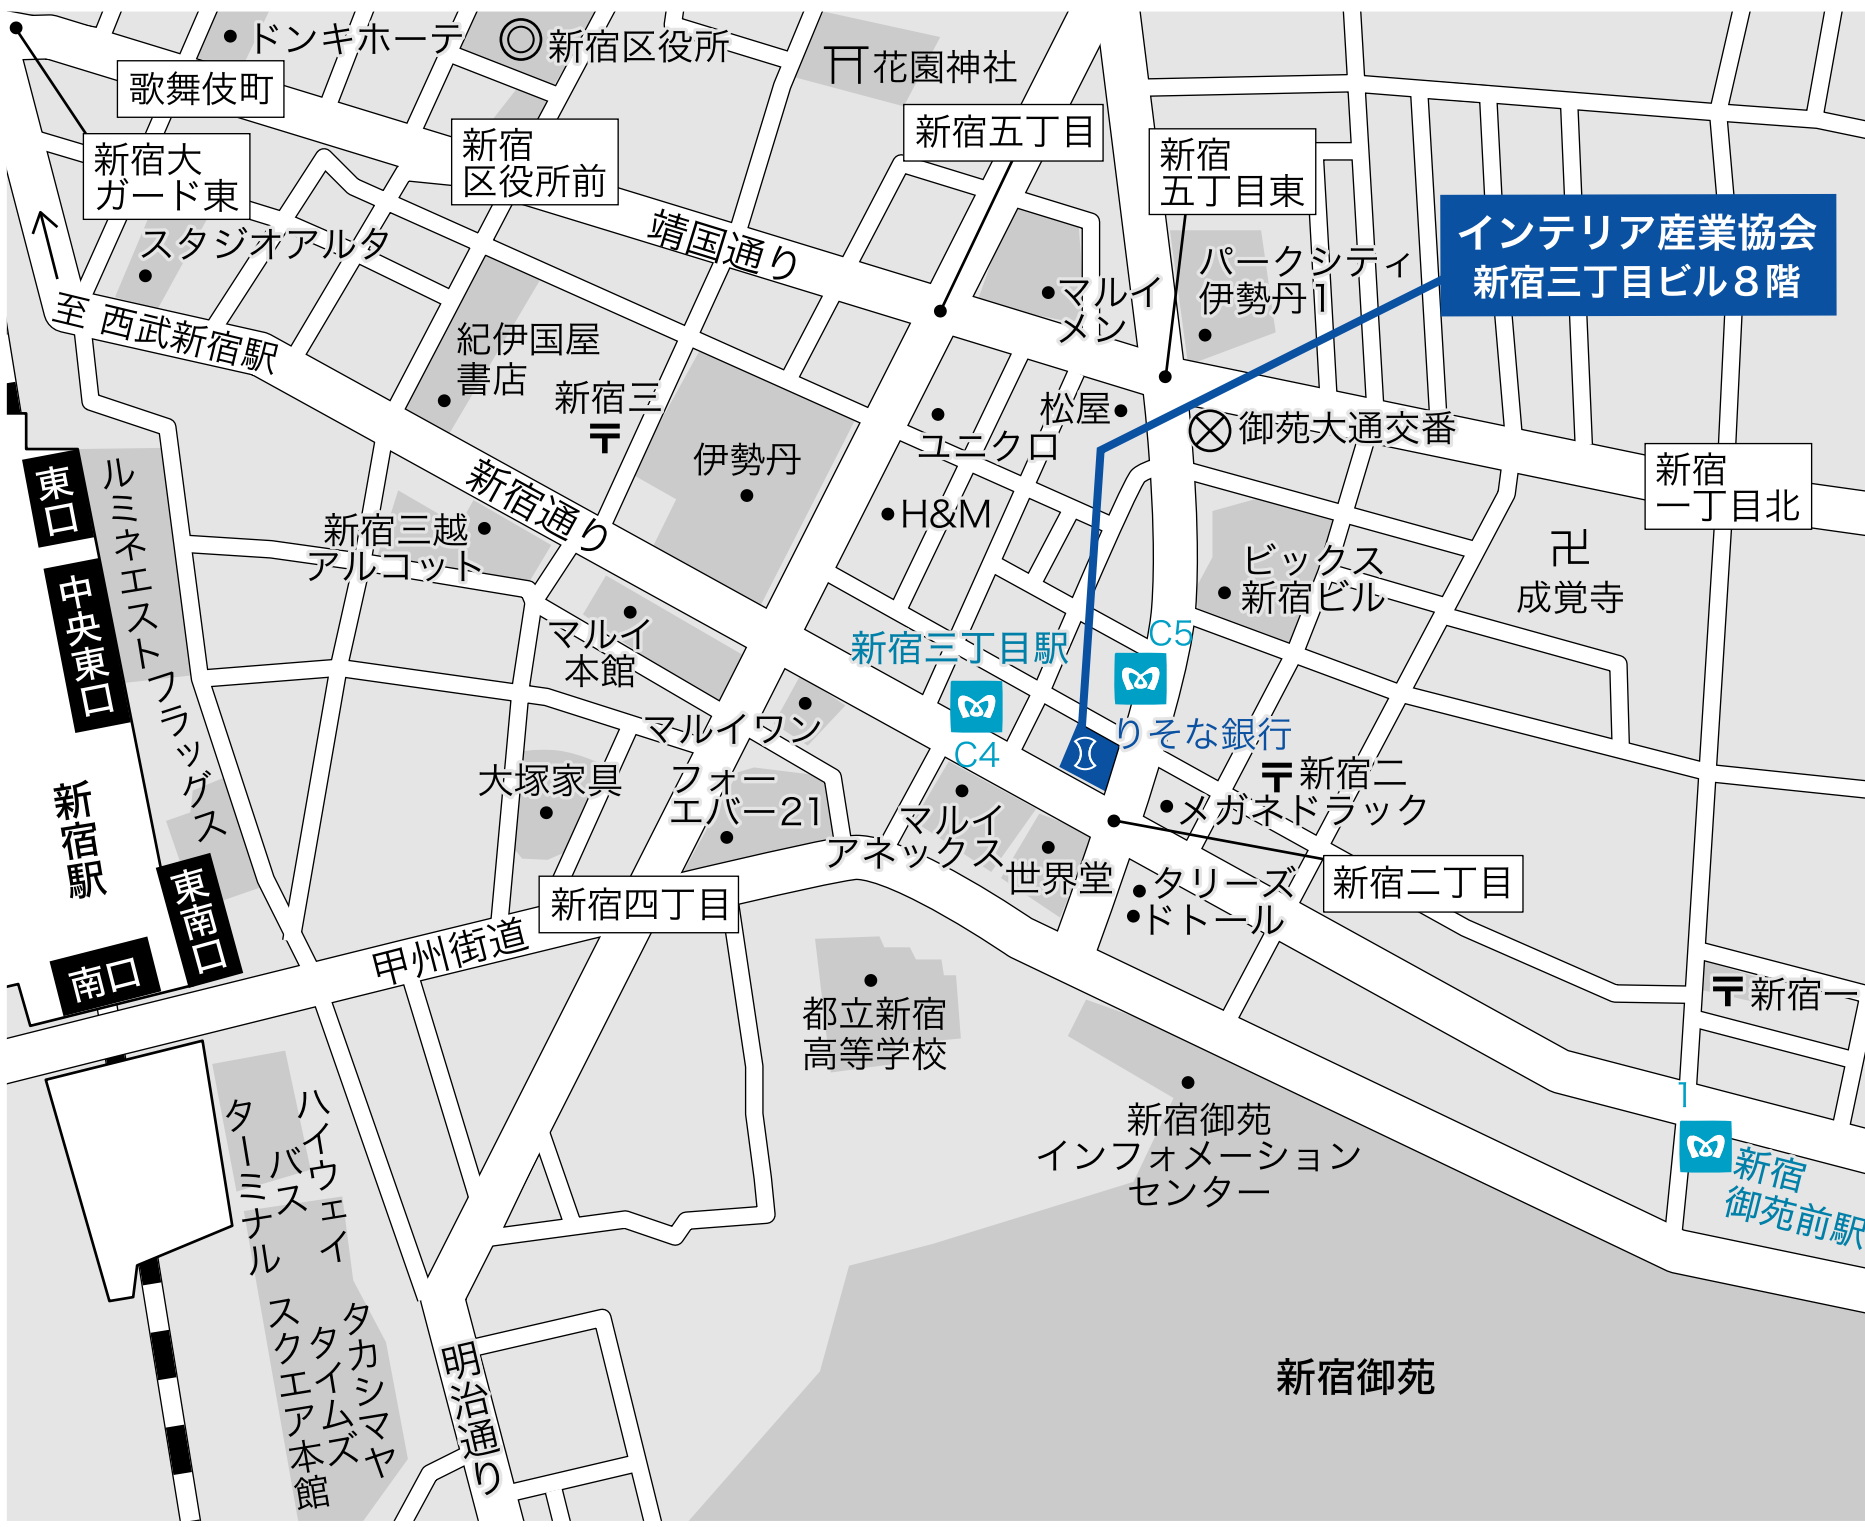 ドンキホーテ
新宿区役所
花園神社
歌舞伎町
新宿大
ガード東
新宿
区役所前
新宿五丁目
新宿
五丁目東
インテリア産業協会
新宿三丁目ビル8階
スタジオアルタ
靖国通り
マルイ
メン
パークシティ
伊勢丹1
至 西武新宿駅
紀伊国屋
書店
新宿三
〒
伊勢丹
ユニクロ
松屋
御苑大通交番
新宿
一丁目北
東口
ルミネエスト
新宿通り
新宿三越
アルコット
H&M
ビックス
新宿ビル
卍
成覚寺
中央東口
フラッグス
マルイ
本館
新宿三丁目駅
C5
C4
りそな銀行
マルイワン
大塚家具
フォー
エバー21
〒新宿二
メガネドラック
マルイ
アネックス
世界堂
新宿駅
東南口
南口
新宿四丁目
タリーズ
ドトール
新宿二丁目
甲州街道
都立新宿
高等学校
〒新宿一
新宿御苑
インフォメーション
センター
1
新宿
御苑前駅
ハイウェイ
バス
ターミナル
タカシマヤ
タイムズ
スクエア本館
明治通り
新宿御苑